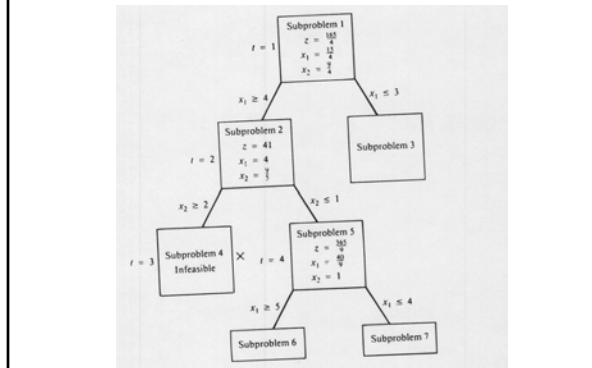 Subproblem 1
z = 165/4
t = 1
x₁ = 15/4
x₂ = 9/4
x₁ ≥ 4
x₁ ≤ 3
Subproblem 2
z = 41
t = 2
x₁ = 4
x₂ = 9/5
Subproblem 3
x₂ ≥ 2
x₂ ≤ 1
t = 3
Subproblem 4
Infeasible
×
t = 4
Subproblem 5
z = 365/9
x₁ = 40/9
x₂ = 1
x₁ ≥ 5
x₁ ≤ 4
Subproblem 6
Subproblem 7